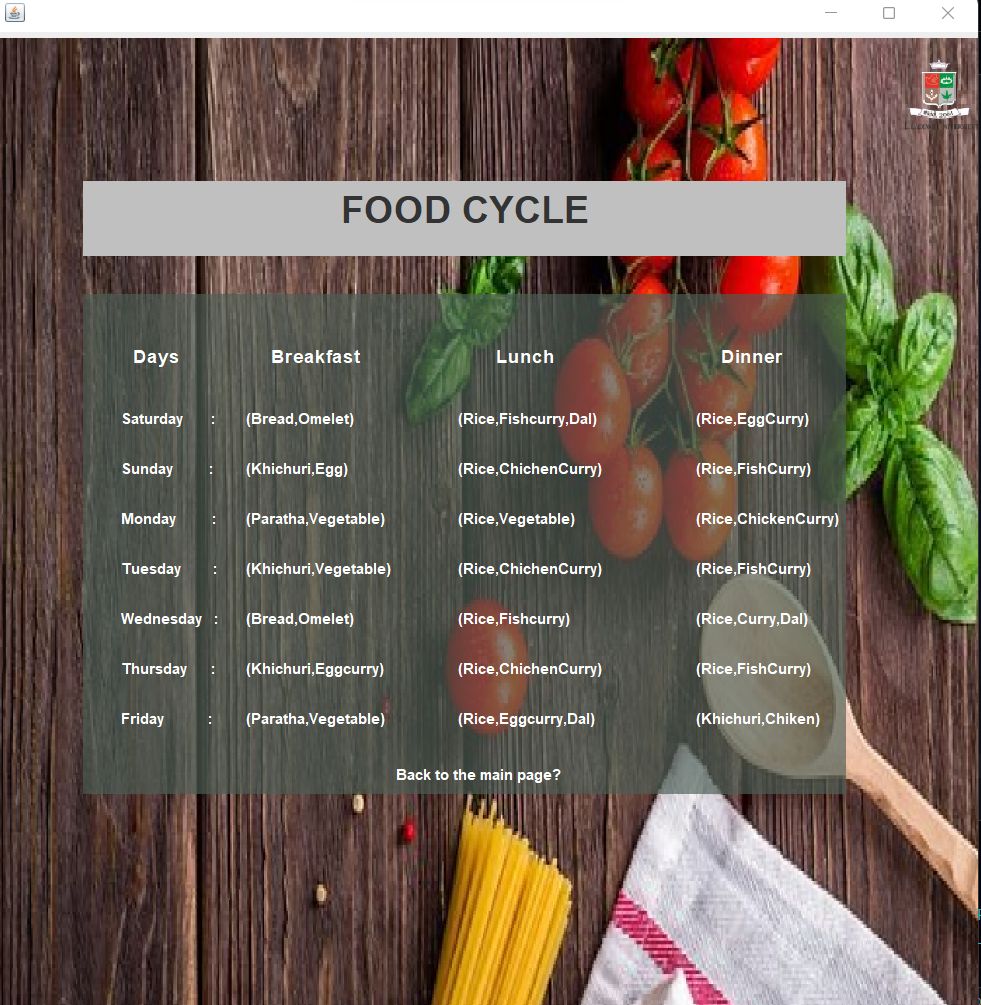 FOOD CYCLE
Days Breakfast Lunch Dinner
Saturday : (Bread,Omelet) (Rice,Fishcurry,Dal) (Rice,EggCurry)
Sunday : (Khichuri,Egg) (Rice,ChichenCurry) (Rice,FishCurry)
Monday : (Paratha,Vegetable) (Rice,Vegetable) (Rice,ChickenCurry)
Tuesday : (Khichuri,Vegetable) (Rice,ChichenCurry) (Rice,FishCurry)
Wednesday : (Bread,Omelet) (Rice,Fishcurry) (Rice,Curry,Dal)
Thursday : (Khichuri,Eggcurry) (Rice,ChichenCurry) (Rice,FishCurry)
Friday : (Paratha,Vegetable) (Rice,Eggcurry,Dal) (Khichuri,Chiken)
Back to the main page?